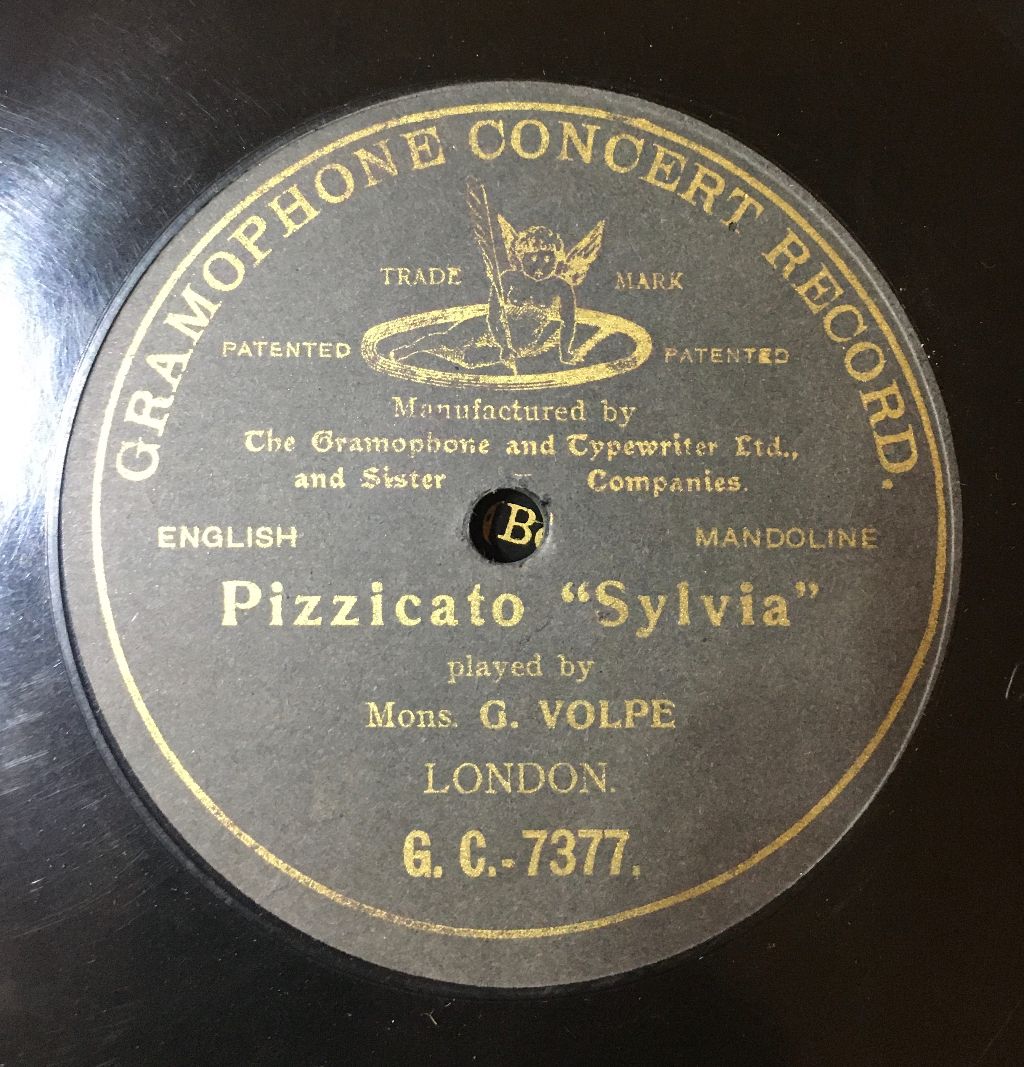 GRAMOPHONE CONCERT RECORD.
TRADE MARK
PATENTED PATENTED
Manufactured by
The Gramophone and Typewriter Ltd.,
and Sister - Companies.
ENGLISH MANDOLINE
Pizzicato “Sylvia”
played by
Mons. G. VOLPE
LONDON.
G. C.-7377.